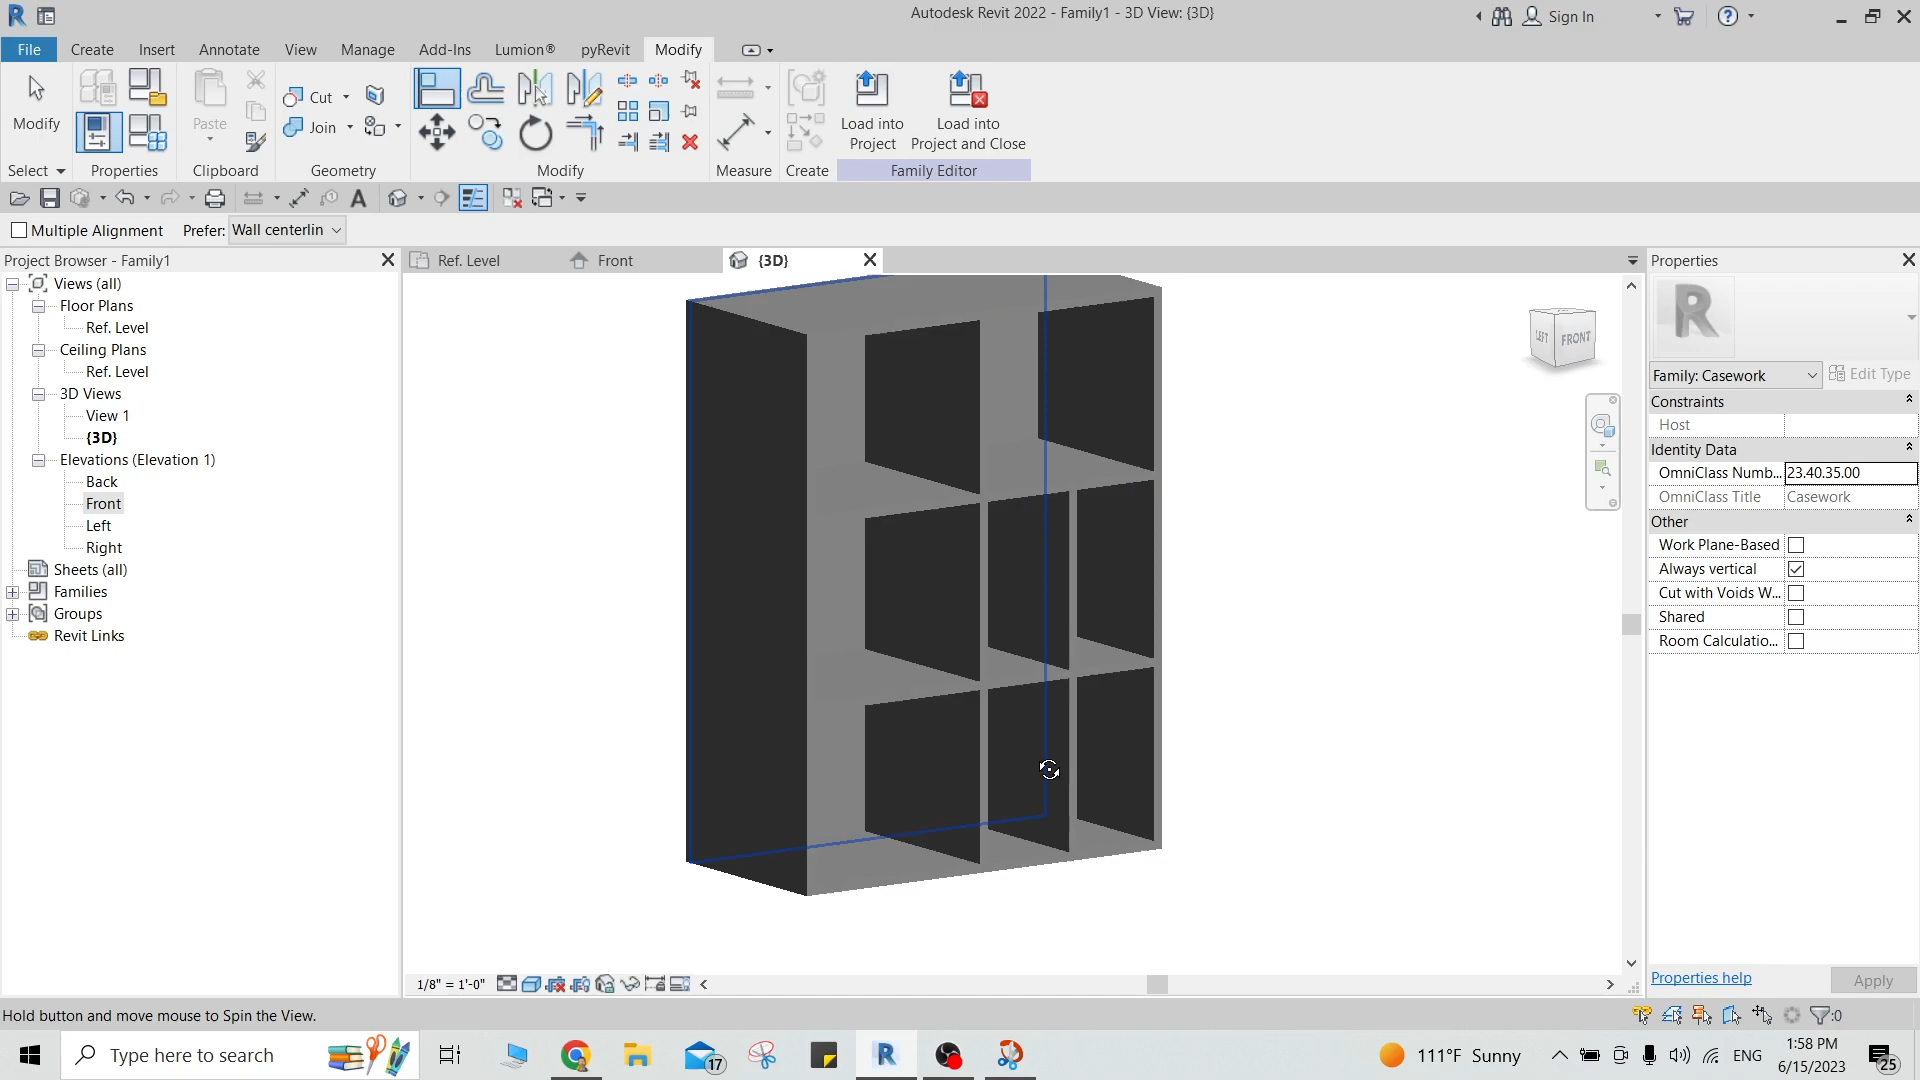 Autodesk Revit 2022 - Family1 - 3D View: {3D}
Sign In
File Create Insert Annotate View Manage Add-Ins Lumion® pyRevit Modify
Modify
Paste
Cut
Join
Load into Project
Load into Project and Close
Select Properties Clipboard Geometry Modify Measure Create Family Editor
Multiple Alignment Prefer: Wall centerlin
Project Browser - Family1
Views (all)
Floor Plans
Ref. Level
Ceiling Plans
Ref. Level
3D Views
View 1
{3D}
Elevations (Elevation 1)
Back
Front
Left
Right
Sheets (all)
Families
Groups
Revit Links
Ref. Level
Front
{3D}
LEFT FRONT
Properties
R
Family: Casework
Edit Type
Constraints
Host
Identity Data
OmniClass Numb... 23.40.35.00
OmniClass Title Casework
Other
Work Plane-Based
Always vertical
Cut with Voids W...
Shared
Room Calculatio...
Properties help
Apply
1/8" = 1'-0"
Hold button and move mouse to Spin the View.
:0
Type here to search
17
111°F Sunny
ENG
1:58 PM
6/15/2023
25